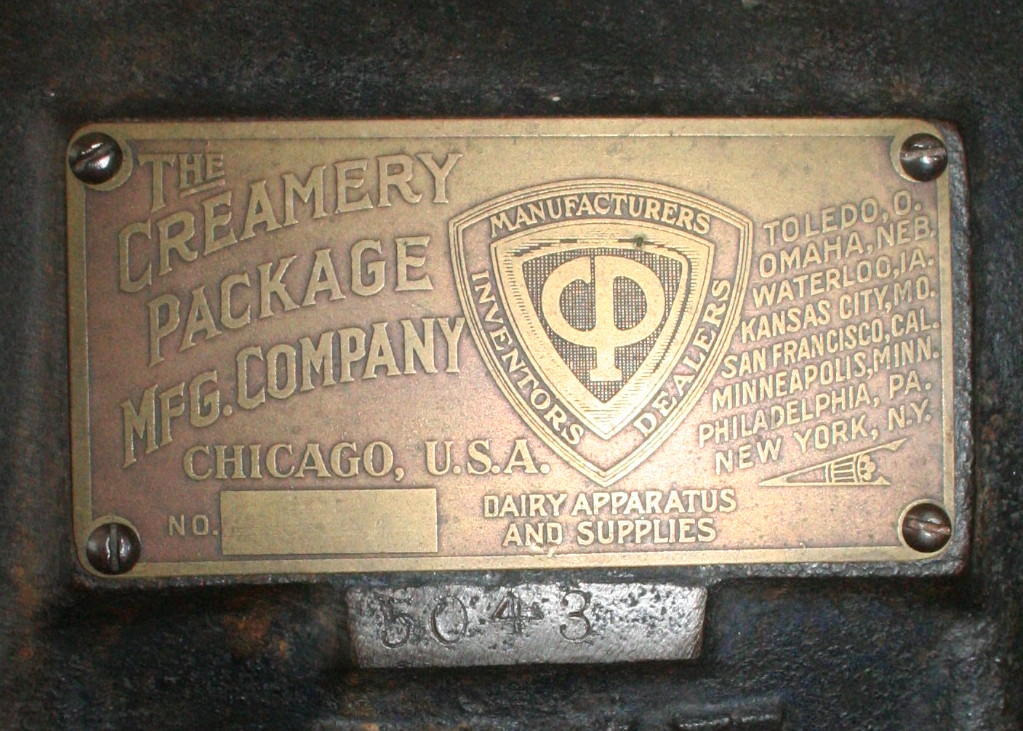 THE
CREAMERY
PACKAGE
MFG. COMPANY
CHICAGO, U.S.A.
NO.
MANUFACTURERS
INVENTORS
DEALERS
CP
DAIRY APPARATUS
AND SUPPLIES
TOLEDO, O.
OMAHA, NEB.
WATERLOO, IA.
KANSAS CITY, MO.
SAN FRANCISCO, CAL.
MINNEAPOLIS, MINN.
PHILADELPHIA, PA.
NEW YORK, N.Y.
5043